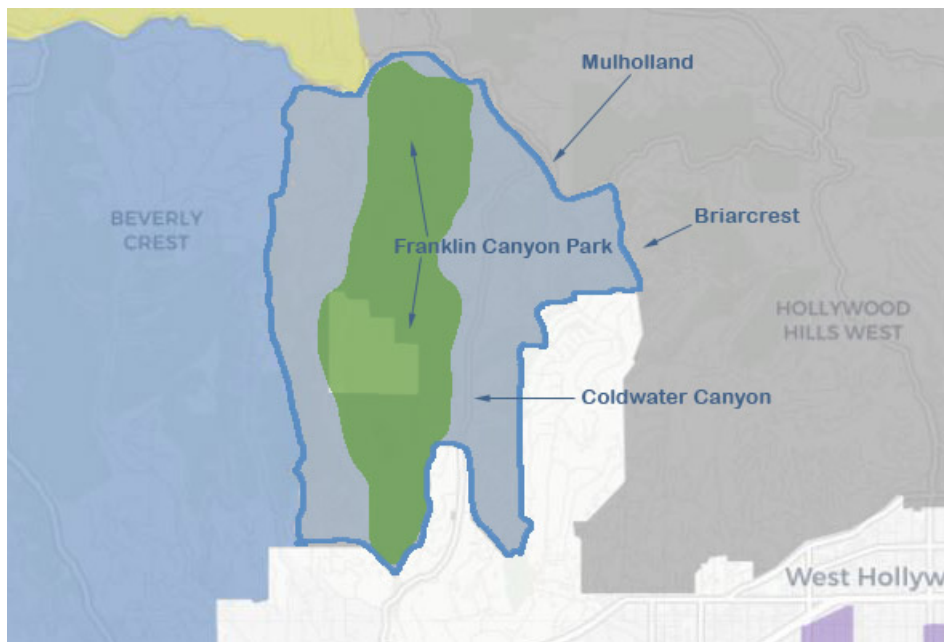 Mulholland
BEVERLY
CREST
Briarcrest
Franklin Canyon Park
HOLLYWOOD
HILLS WEST
Coldwater Canyon
West Hollyw